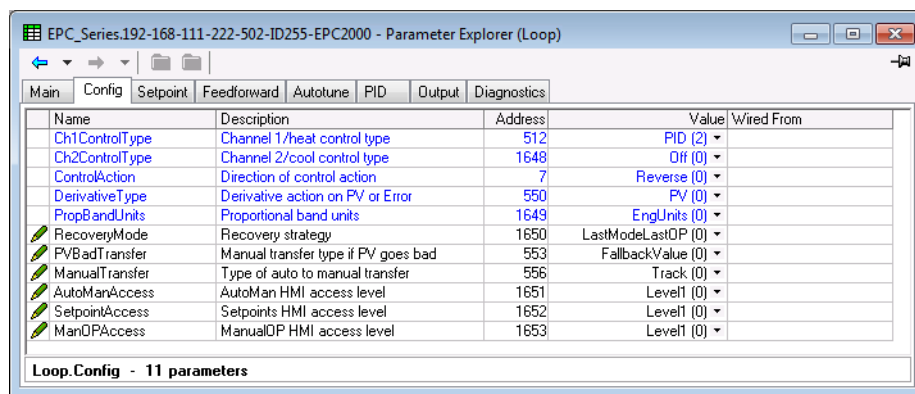 EPC_Series.192-168-111-222-502-ID255-EPC2000 - Parameter Explorer (Loop)
Main Config Setpoint Feedforward Autotune PID Output Diagnostics
Name Description Address Value Wired From
Ch1ControlType Channel 1/heat control type 512 PID (2)
Ch2ControlType Channel 2/cool control type 1648 Off (0)
ControlAction Direction of control action 7 Reverse (0)
DerivativeType Derivative action on PV or Error 550 PV (0)
PropBandUnits Proportional band units 1649 EngUnits (0)
RecoveryMode Recovery strategy 1650 LastModeLastOP (0)
PVBadTransfer Manual transfer type if PV goes bad 553 FallbackValue (0)
ManualTransfer Type of auto to manual transfer 556 Track (0)
AutoManAccess AutoMan HMI access level 1651 Level1 (0)
SetpointAccess Setpoints HMI access level 1652 Level1 (0)
ManOPAccess ManualOP HMI access level 1653 Level1 (0)
Loop.Config - 11 parameters